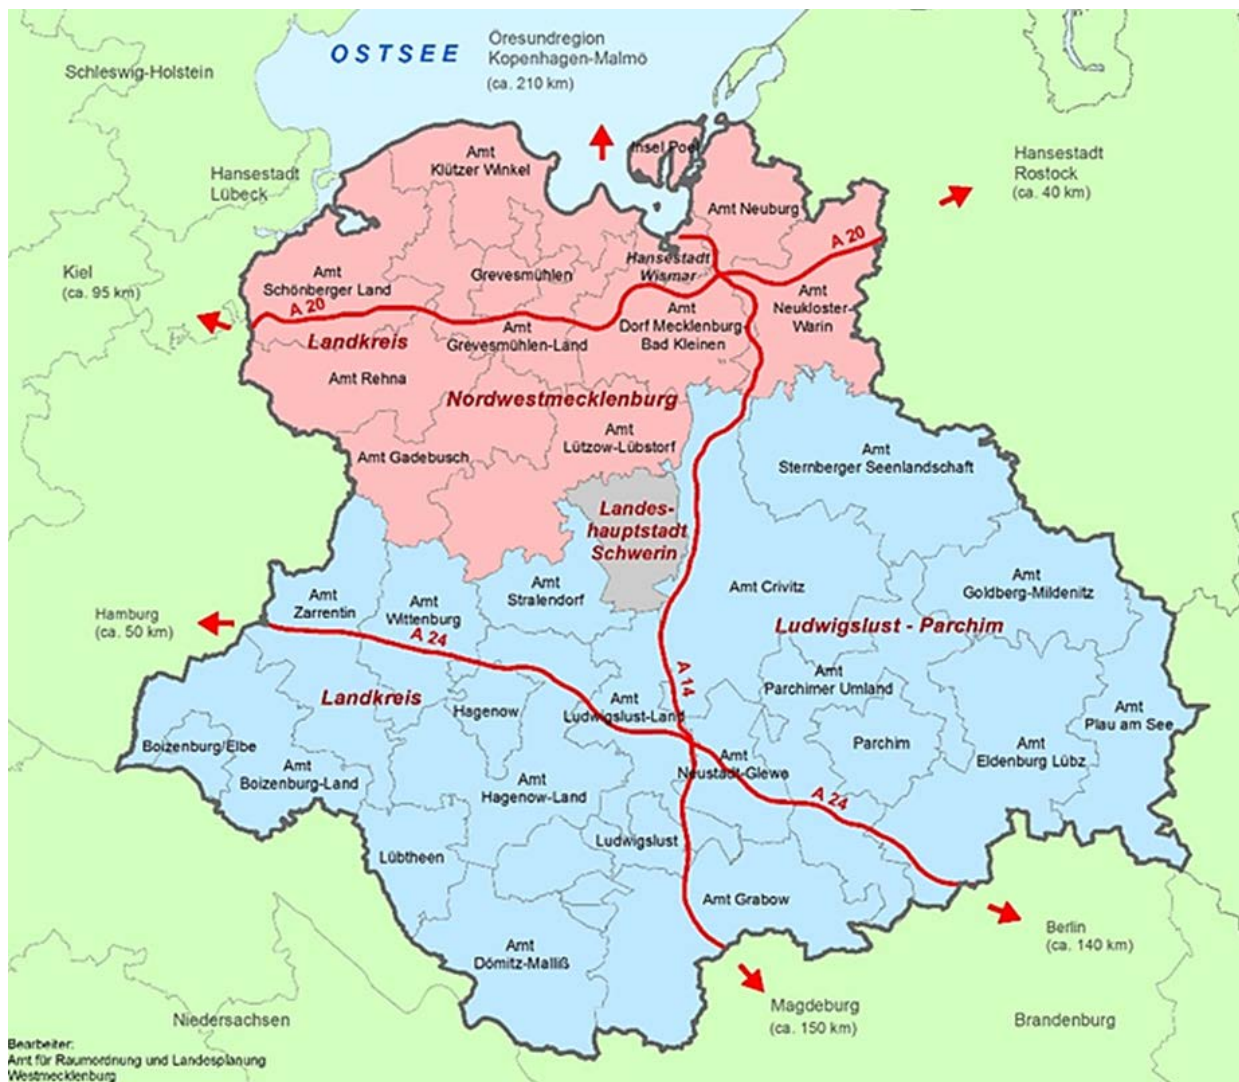 OSTSEE
Öresundregion
Kopenhagen-Malmö
(ca. 210 km)
Schleswig-Holstein
Hansestadt
Lübeck
Amt
Klützer Winkel
Insel Poel
Hansestadt
Rostock
(ca. 40 km)
Amt Neuburg
A 20
Kiel
(ca. 95 km)
Amt
Schönberger Land
Grevesmühlen
Hansestadt
Wismar
Amt
Neukloster-
Warin
A 20
Amt
Grevesmühlen-Land
Amt
Dorf Mecklenburg-
Bad Kleinen
Landkreis
Nordwestmecklenburg
Amt Rehna
Amt
Lützow-Lübstorf
Amt Gadebusch
Amt
Sternberger Seenlandschaft
Landes-
hauptstadt
Schwerin
Hamburg
(ca. 50 km)
Amt
Zarrentin
Amt
Wittenburg
Amt
Stralendorf
Amt Crivitz
Amt
Goldberg-Mildenitz
A 24
Landkreis
Ludwigslust - Parchim
A 14
Amt
Parchimer Umland
Hagenow
Amt
Ludwigslust-Land
Amt
Plau am See
Boizenburg/Elbe
Amt
Boizenburg-Land
Amt
Hagenow-Land
Amt
Neustadt-Glewe
Parchim
Amt
Eldenburg Lübz
A 24
Lübtheen
Ludwigslust
Amt Grabow
Amt
Dömitz-Malliß
Berlin
(ca. 140 km)
Magdeburg
(ca. 150 km)
Niedersachsen
Brandenburg
Bearbeiter:
Amt für Raumordnung und Landesplanung
Westmecklenburg